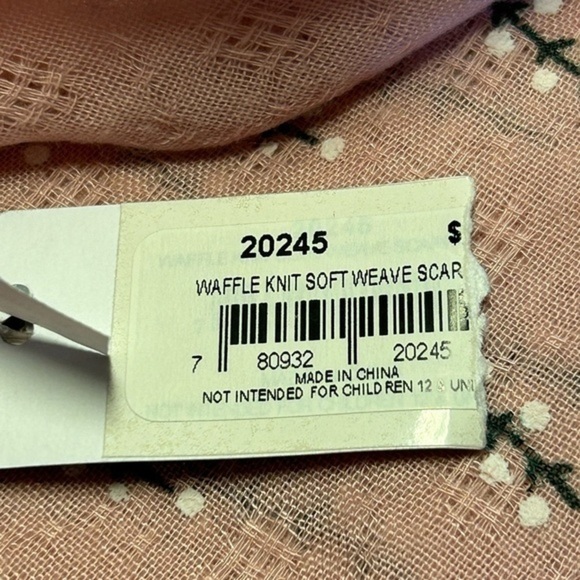 20245 $
WAFFLE KNIT SOFT WEAVE SCAR
7 80932 20245
MADE IN CHINA
NOT INTENDED FOR CHILDREN 12 & UN